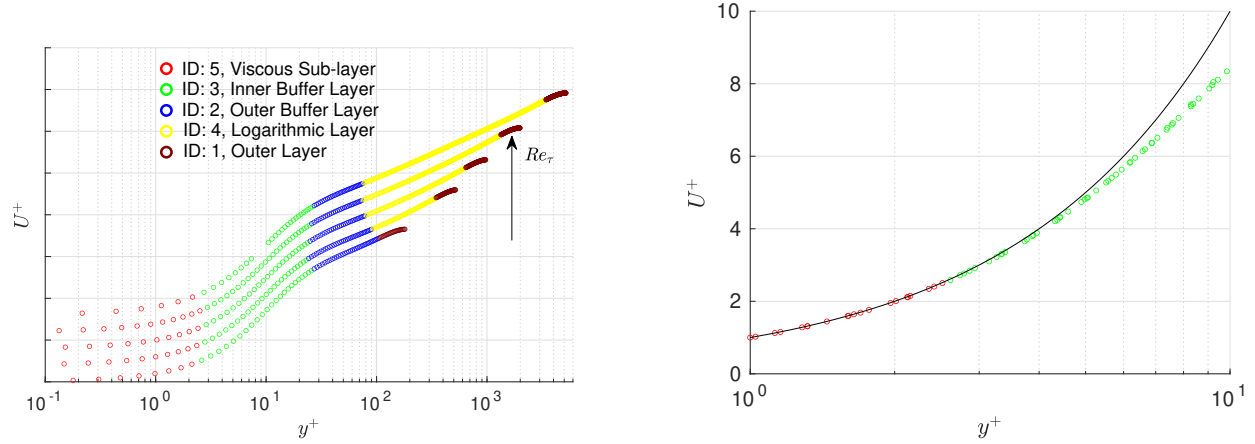 ID: 5, Viscous Sub-layer
ID: 3, Inner Buffer Layer
ID: 2, Outer Buffer Layer
ID: 4, Logarithmic Layer
ID: 1, Outer Layer
Re_τ
U⁺
10⁻¹ 10⁰ 10¹ 10² 10³
y⁺
10
8
6
4
2
0
U⁺
10⁰ 10¹
y⁺